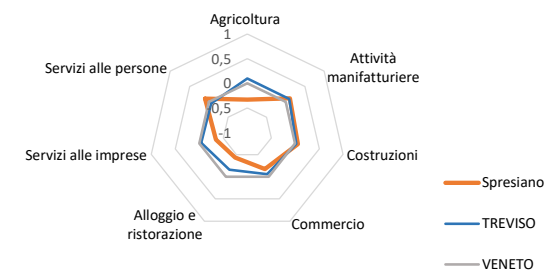 Agricoltura
1
0,5
0
0,5
-1
Attività
manifatturiere
Costruzioni
Commercio
Alloggio e
ristorazione
Servizi alle imprese
Servizi alle persone
Spresiano
TREVISO
VENETO